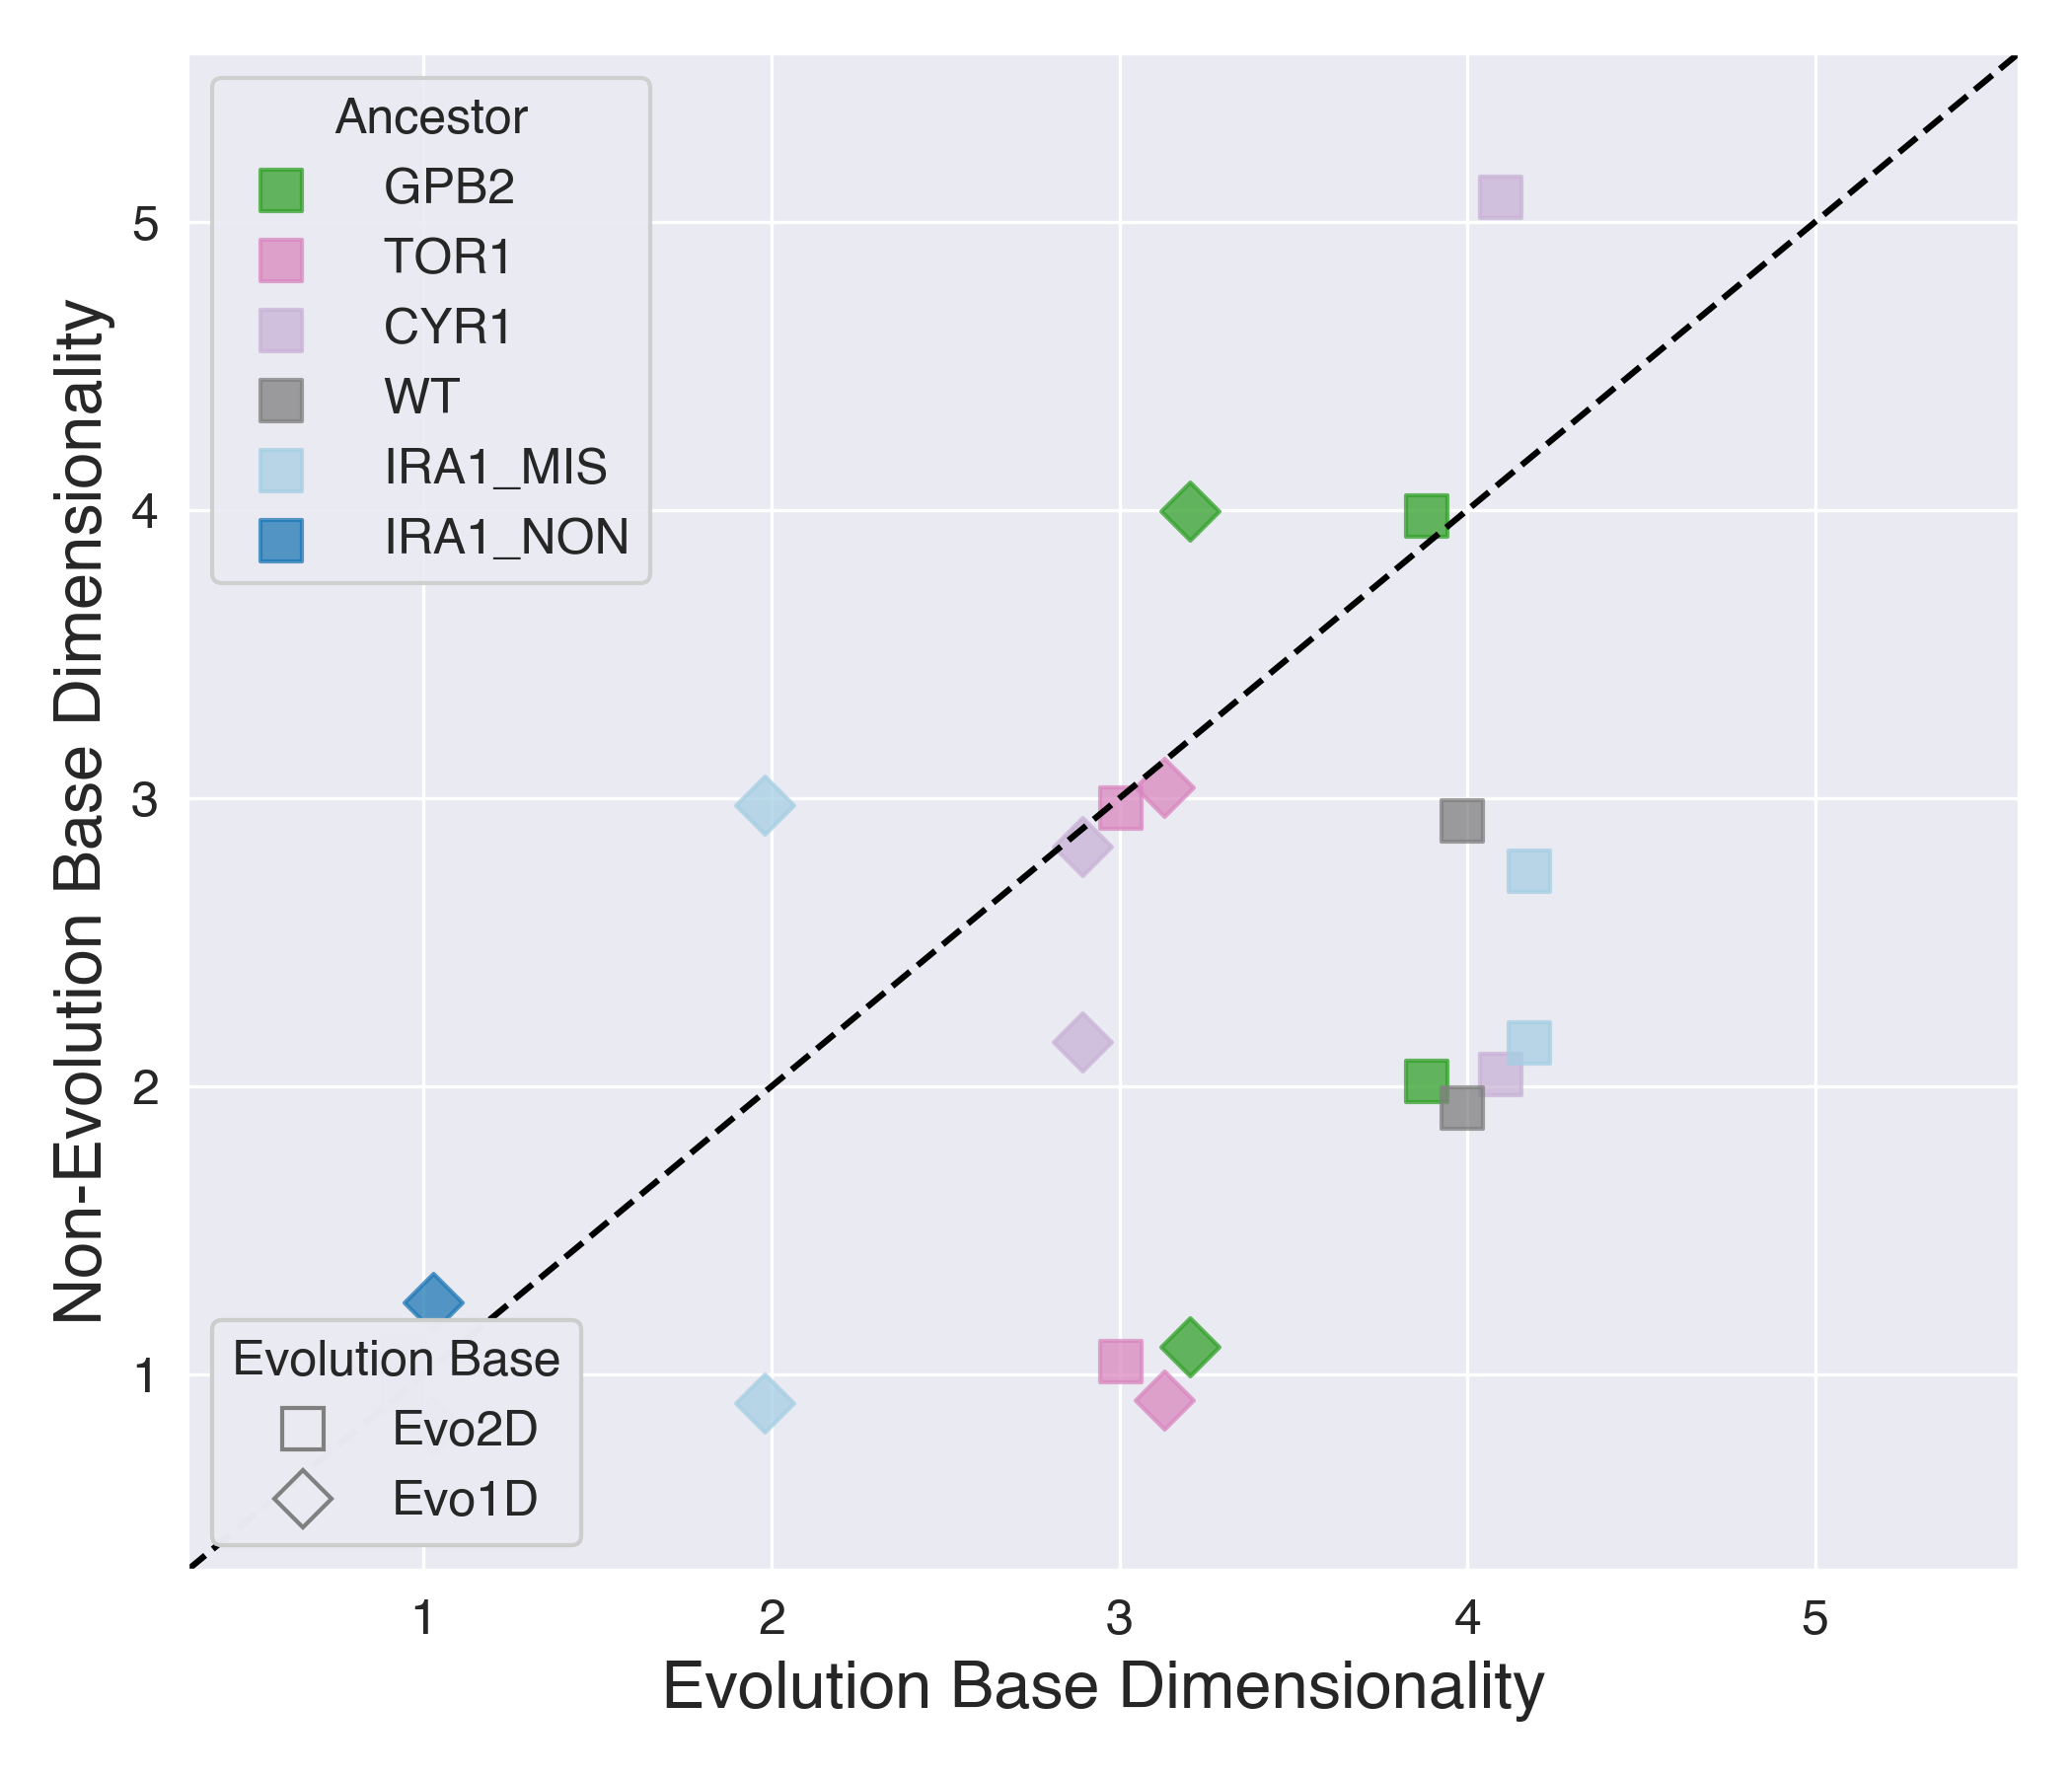 Ancestor
GPB2
TOR1
CYR1
WT
IRA1_MIS
IRA1_NON
Non-Evolution Base Dimensionality
5
4
3
2
1
Evolution Base
Evo2D
Evo1D
1 2 3 4 5
Evolution Base Dimensionality